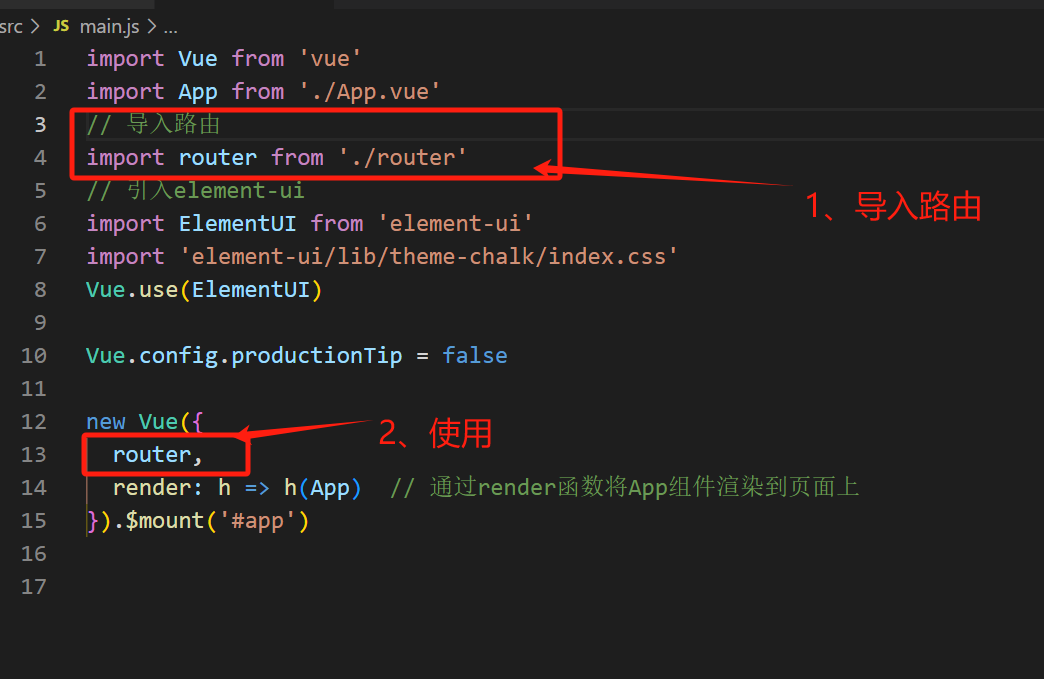 src > JS main.js > ...
1 import Vue from 'vue'
2 import App from './App.vue'
3 // 导入路由
4 import router from './router'
5 // 引入element-ui
1、导入路由
6 import ElementUI from 'element-ui'
7 import 'element-ui/lib/theme-chalk/index.css'
8 Vue.use(ElementUI)
9
10 Vue.config.productionTip = false
11
12 new Vue({
2、使用
13 router,
14 render: h => h(App) // 通过render函数将App组件渲染到页面上
15 }).$mount('#app')
16
17